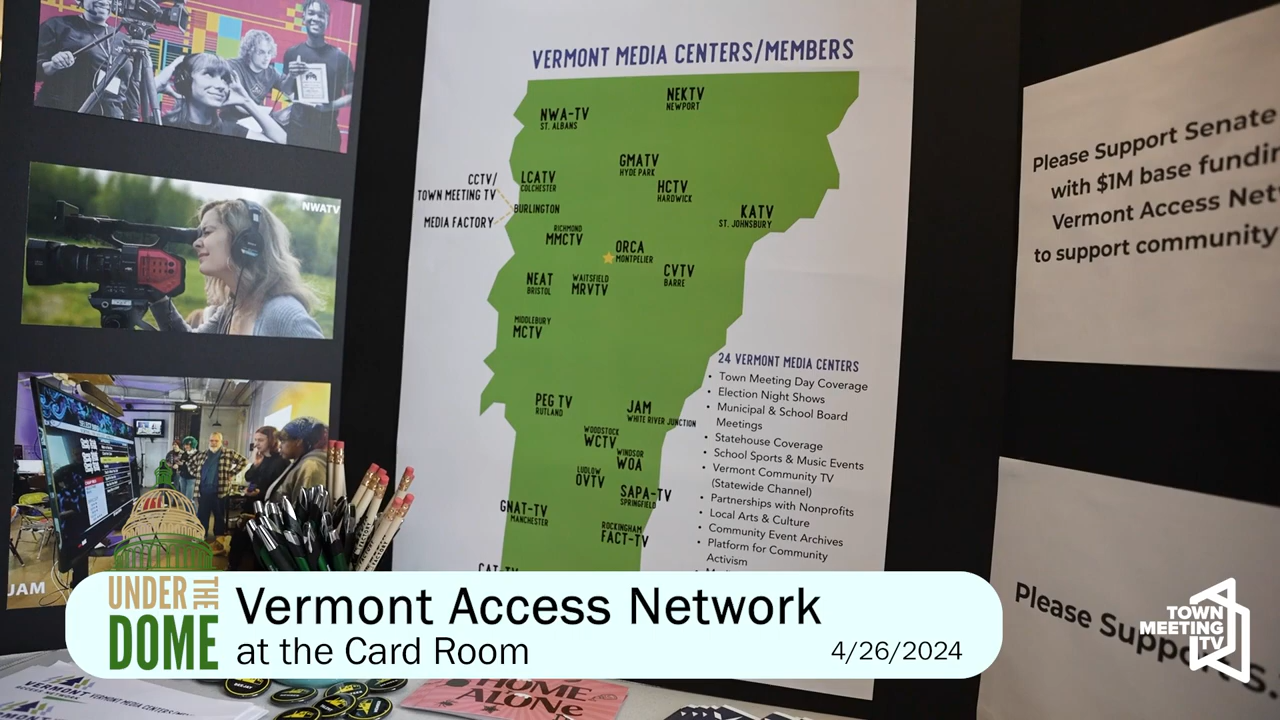 VERMONT MEDIA CENTERS/MEMBERS
NEKTV
NEWPORT
NWA-TV
ST. ALBANS
GMATV
HYDE PARK
LCATV
COLCHESTER
CCTV/
TOWN MEETING TV
MEDIA FACTORY
BURLINGTON
HCTV
HARDWICK
KATV
ST. JOHNSBURY
RICHMOND
MMCTV
ORCA
MONTPELIER
NEAT
BRISTOL
WAITSFIELD
MRVTV
CVTV
BARRE
MIDDLEBURY
MCTV
PEG TV
RUTLAND
JAM
WHITE RIVER JUNCTION
WOODSTOCK
WCTV
WINDSOR
WOA
LUDLOW
OVTV
SAPA-TV
SPRINGFIELD
GNAT-TV
MANCHESTER
ROCKINGHAM
FACT-TV
24 VERMONT MEDIA CENTERS
• Town Meeting Day Coverage
• Election Night Shows
• Municipal & School Board
Meetings
• Statehouse Coverage
• School Sports & Music Events
• Vermont Community TV
(Statewide Channel)
• Partnerships with Nonprofits
• Local Arts & Culture
• Community Event Archives
• Platform for Community
Activism
Please Support Senate
with $1M base fundin
Vermont Access Net
to support community
Please Supp
NWATV
JAM
UNDER THE
DOME
Vermont Access Network
at the Card Room
4/26/2024
TOWN
MEETING
TV
VERMONT
HOME
ALONe